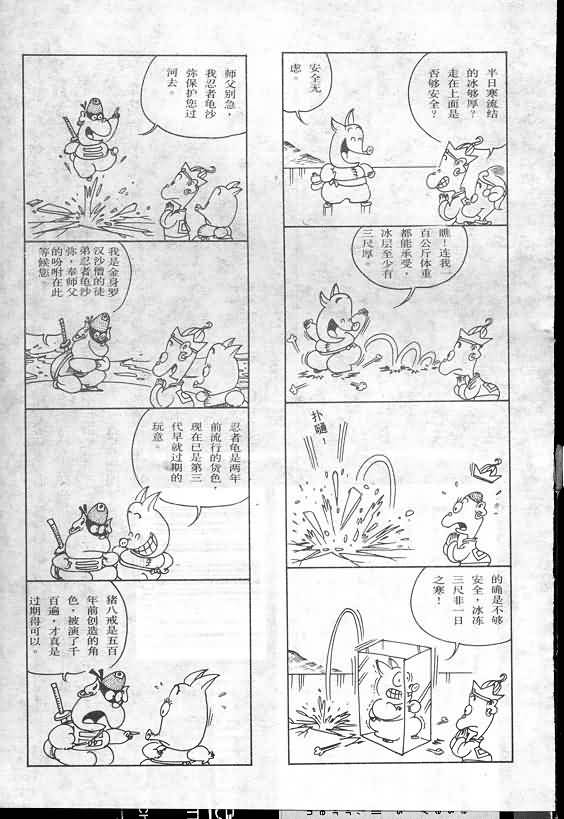 半日寒流结
的冰够厚？
走在上面是
否够安全？
安全无
虑。
瞧！连我一
百公斤体重
都能承受，
冰层至少有
三尺厚。
扑嗵！
的确是不够
安全，冰冻
三尺非一日
之寒！
师父别急，
我忍者龟沙
弥保护您过
河去。
我是金身罗
汉沙僧的徒
弟忍者龟沙
弥，奉师父
的吩咐在此
等候您。
忍者龟是两年
前流行的货色，
现在已是第三
代早就过期的
玩意。
猪八戒是五百
年前创造的角
色，被演了千
百遍，才真是
过期得可以。